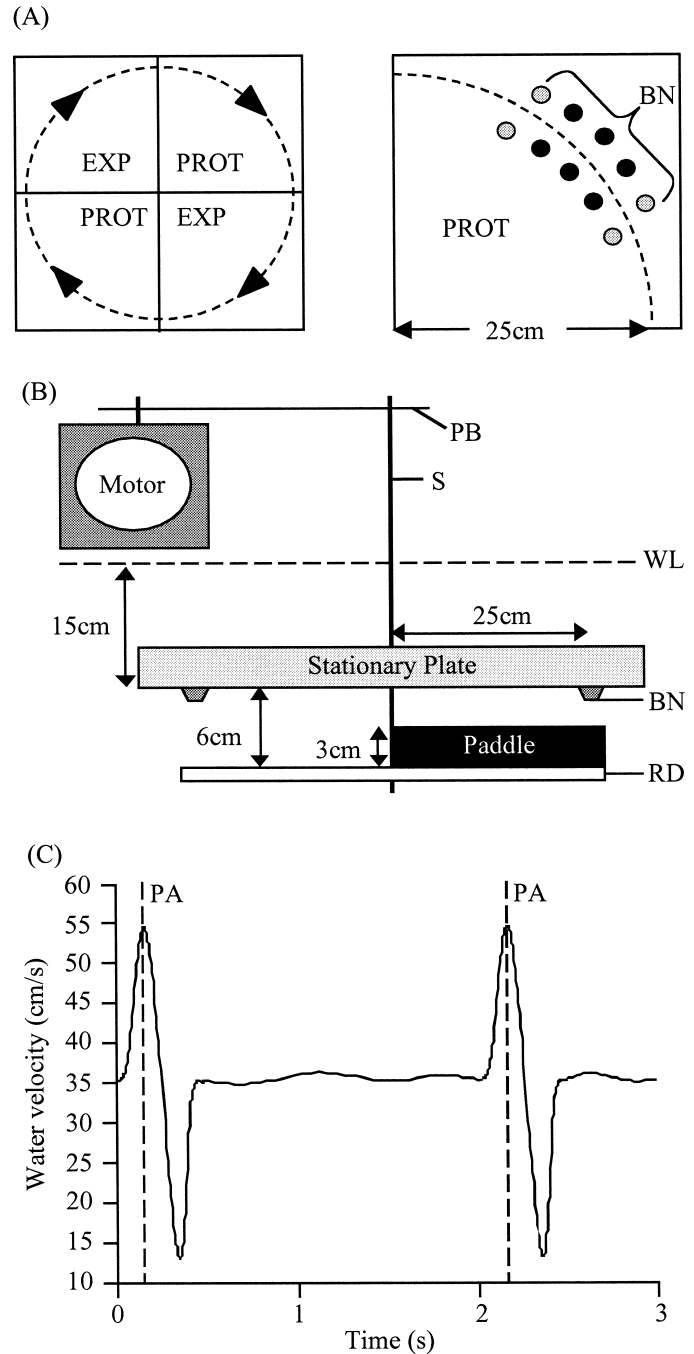 (A)
EXP PROT
PROT EXP
BN
PROT
25cm
(B)
PB
Motor
S
WL
15cm
25cm
Stationary Plate
BN
6cm
3cm
Paddle
RD
(C)
60
PA
PA
55
50
45
40
35
30
25
20
15
10
Water velocity (cm/s)
0 1 2 3
Time (s)